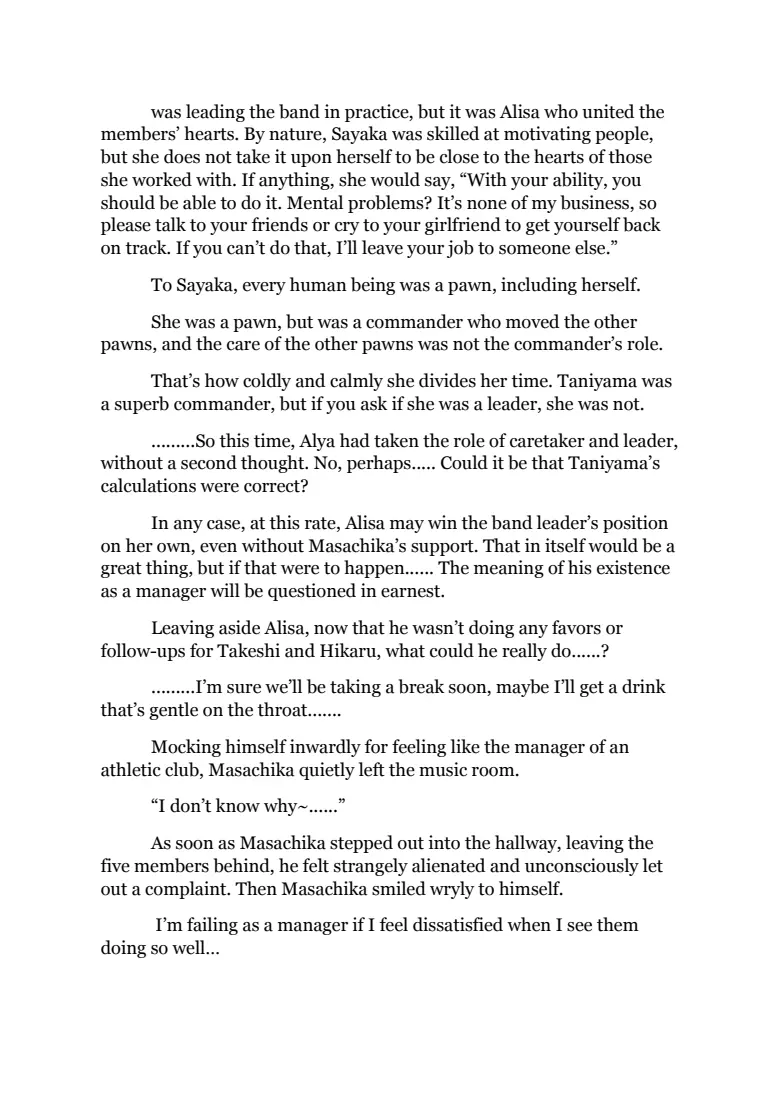 was leading the band in practice, but it was Alisa who united the
members’ hearts. By nature, Sayaka was skilled at motivating people,
but she does not take it upon herself to be close to the hearts of those
she worked with. If anything, she would say, “With your ability, you
should be able to do it. Mental problems? It’s none of my business, so
please talk to your friends or cry to your girlfriend to get yourself back
on track. If you can’t do that, I’ll leave your job to someone else.”
To Sayaka, every human being was a pawn, including herself.
She was a pawn, but was a commander who moved the other
pawns, and the care of the other pawns was not the commander’s role.
That’s how coldly and calmly she divides her time. Taniyama was
a superb commander, but if you ask if she was a leader, she was not.
………So this time, Alya had taken the role of caretaker and leader,
without a second thought. No, perhaps….. Could it be that Taniyama’s
calculations were correct?
In any case, at this rate, Alisa may win the band leader’s position
on her own, even without Masachika’s support. That in itself would be a
great thing, but if that were to happen…… The meaning of his existence
as a manager will be questioned in earnest.
Leaving aside Alisa, now that he wasn’t doing any favors or
follow-ups for Takeshi and Hikaru, what could he really do……?
………I’m sure we’ll be taking a break soon, maybe I’ll get a drink
that’s gentle on the throat…….
Mocking himself inwardly for feeling like the manager of an
athletic club, Masachika quietly left the music room.
“I don’t know why~……”
As soon as Masachika stepped out into the hallway, leaving the
five members behind, he felt strangely alienated and unconsciously let
out a complaint. Then Masachika smiled wryly to himself.
I’m failing as a manager if I feel dissatisfied when I see them
doing so well…